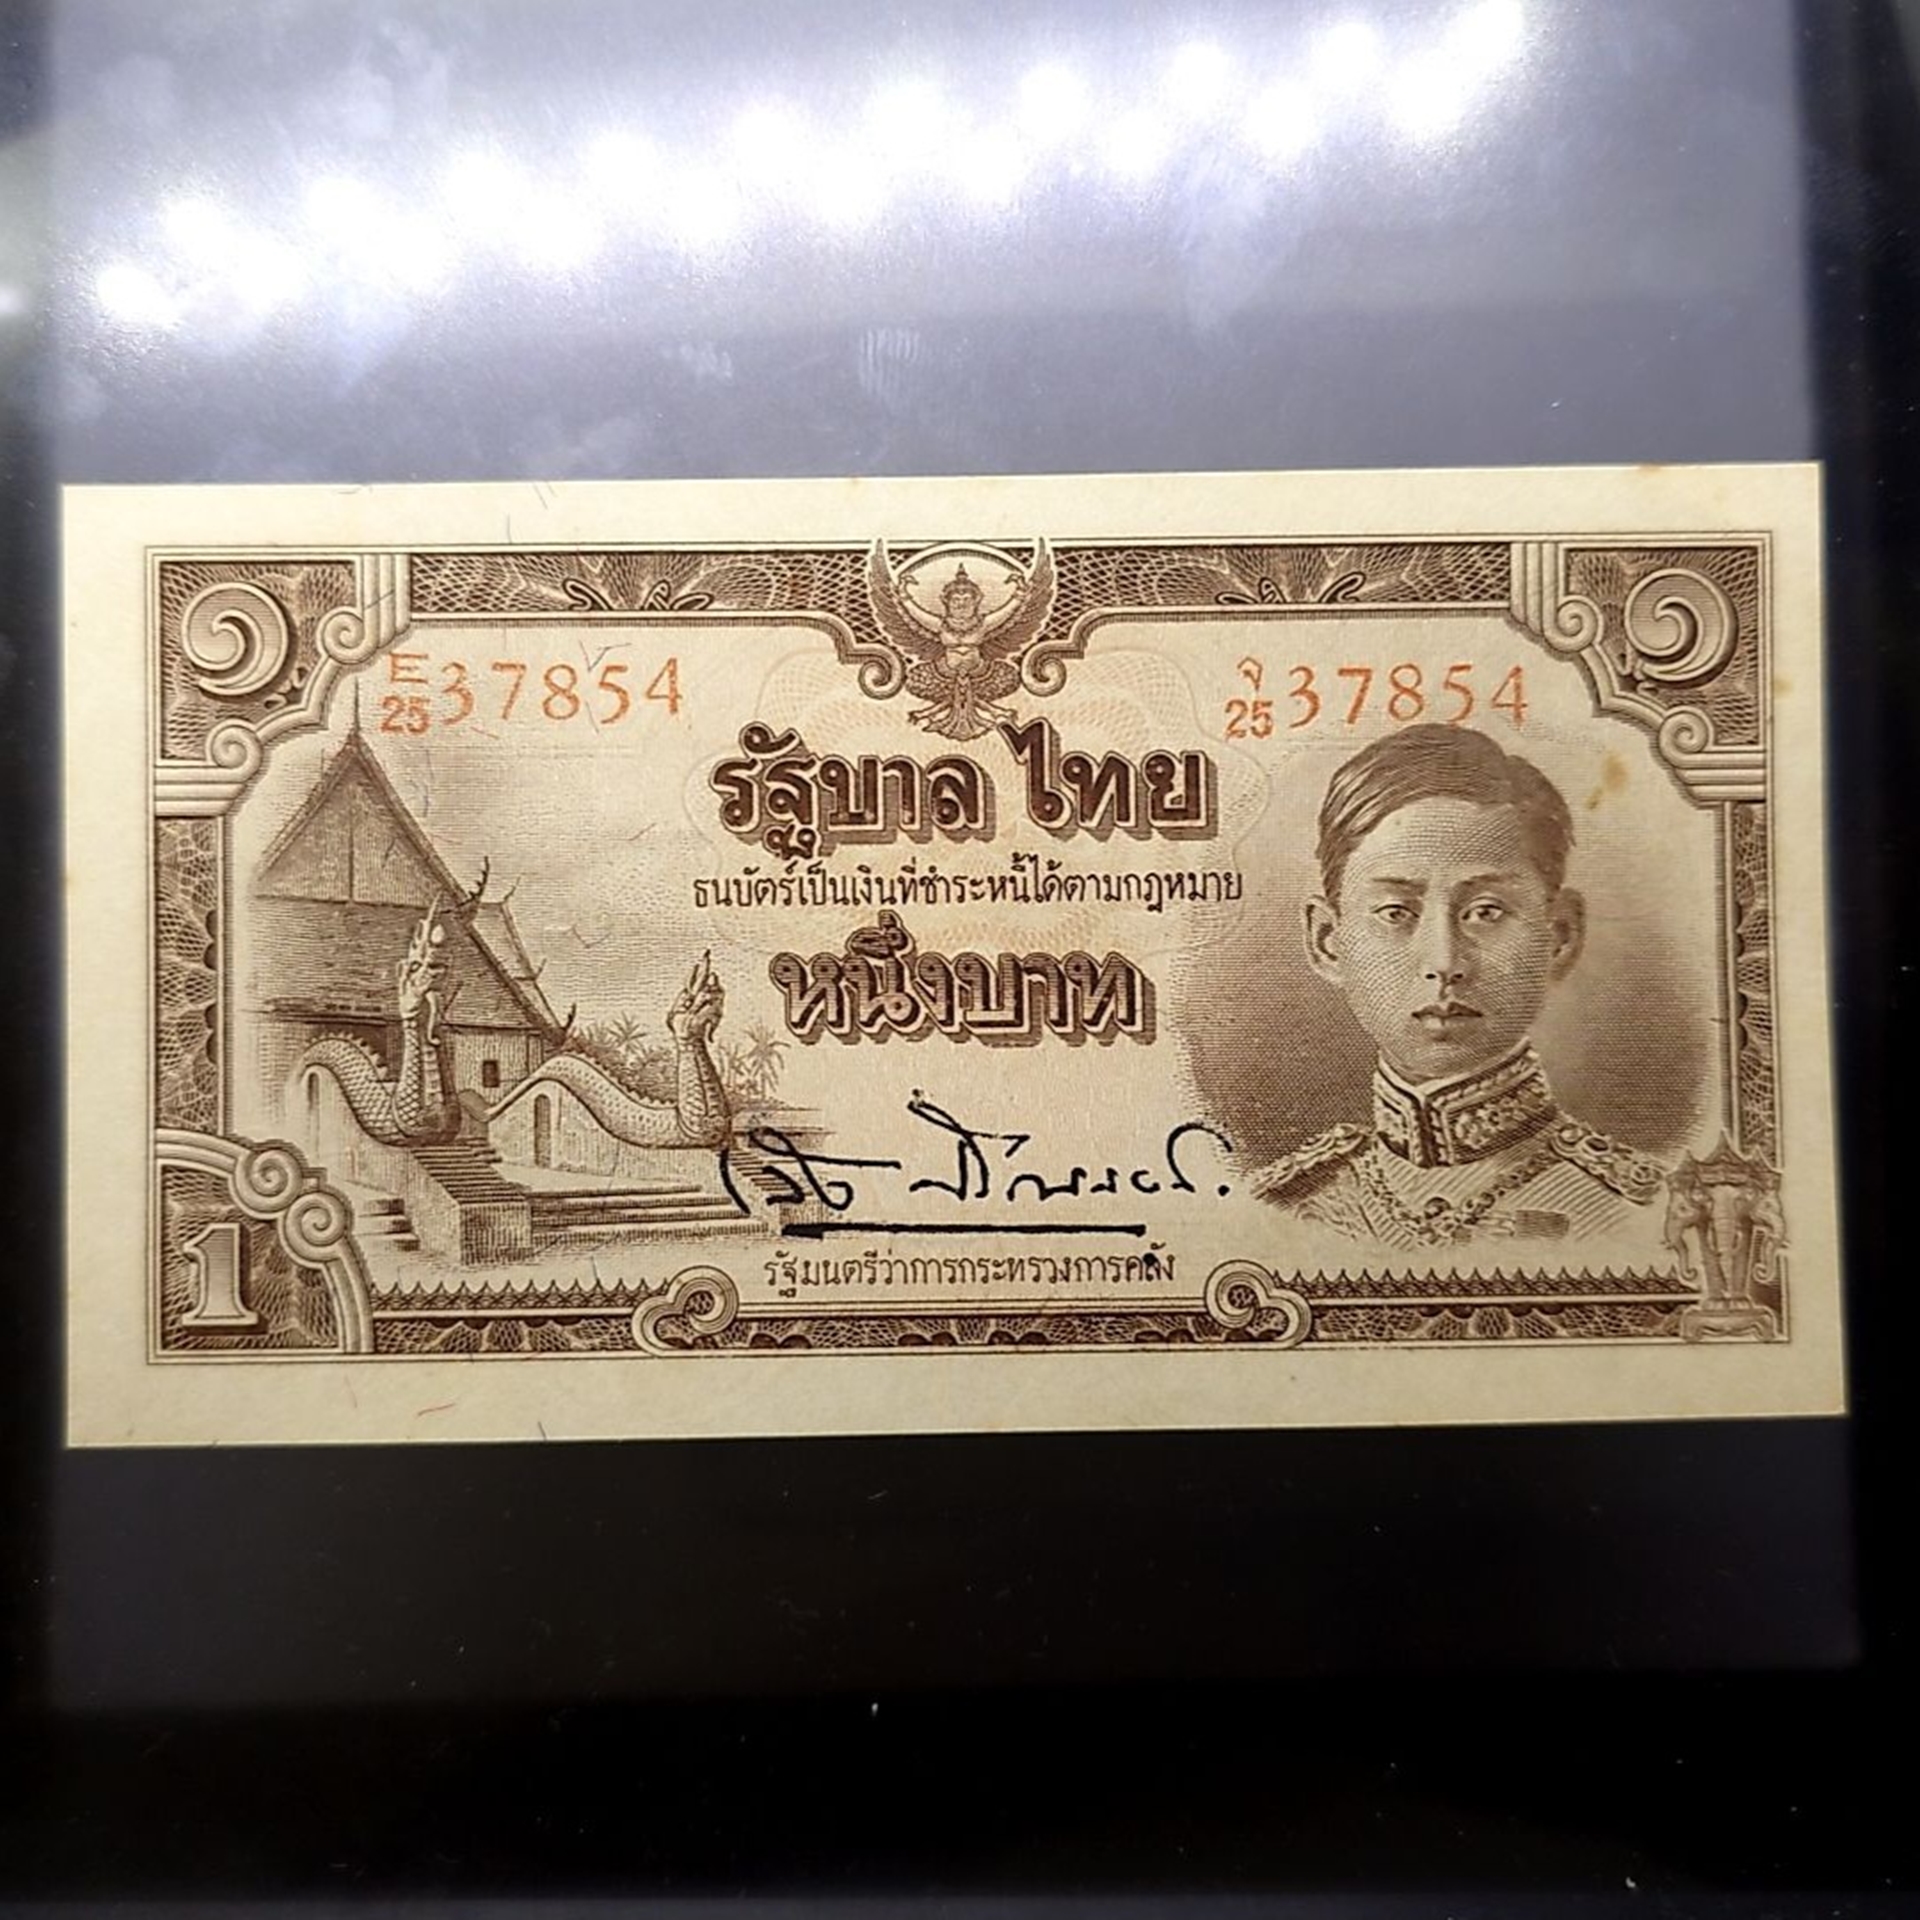 ๑ ๑
E/25 37854 จ/25 37854
รัฐบาล ไทย
ธนบัตร์เป็นเงินที่ชำระหนี้ได้ตามกฎหมาย
หนึ่งบาท
รัฐมนตรีว่าการกระทรวงการคลัง
1